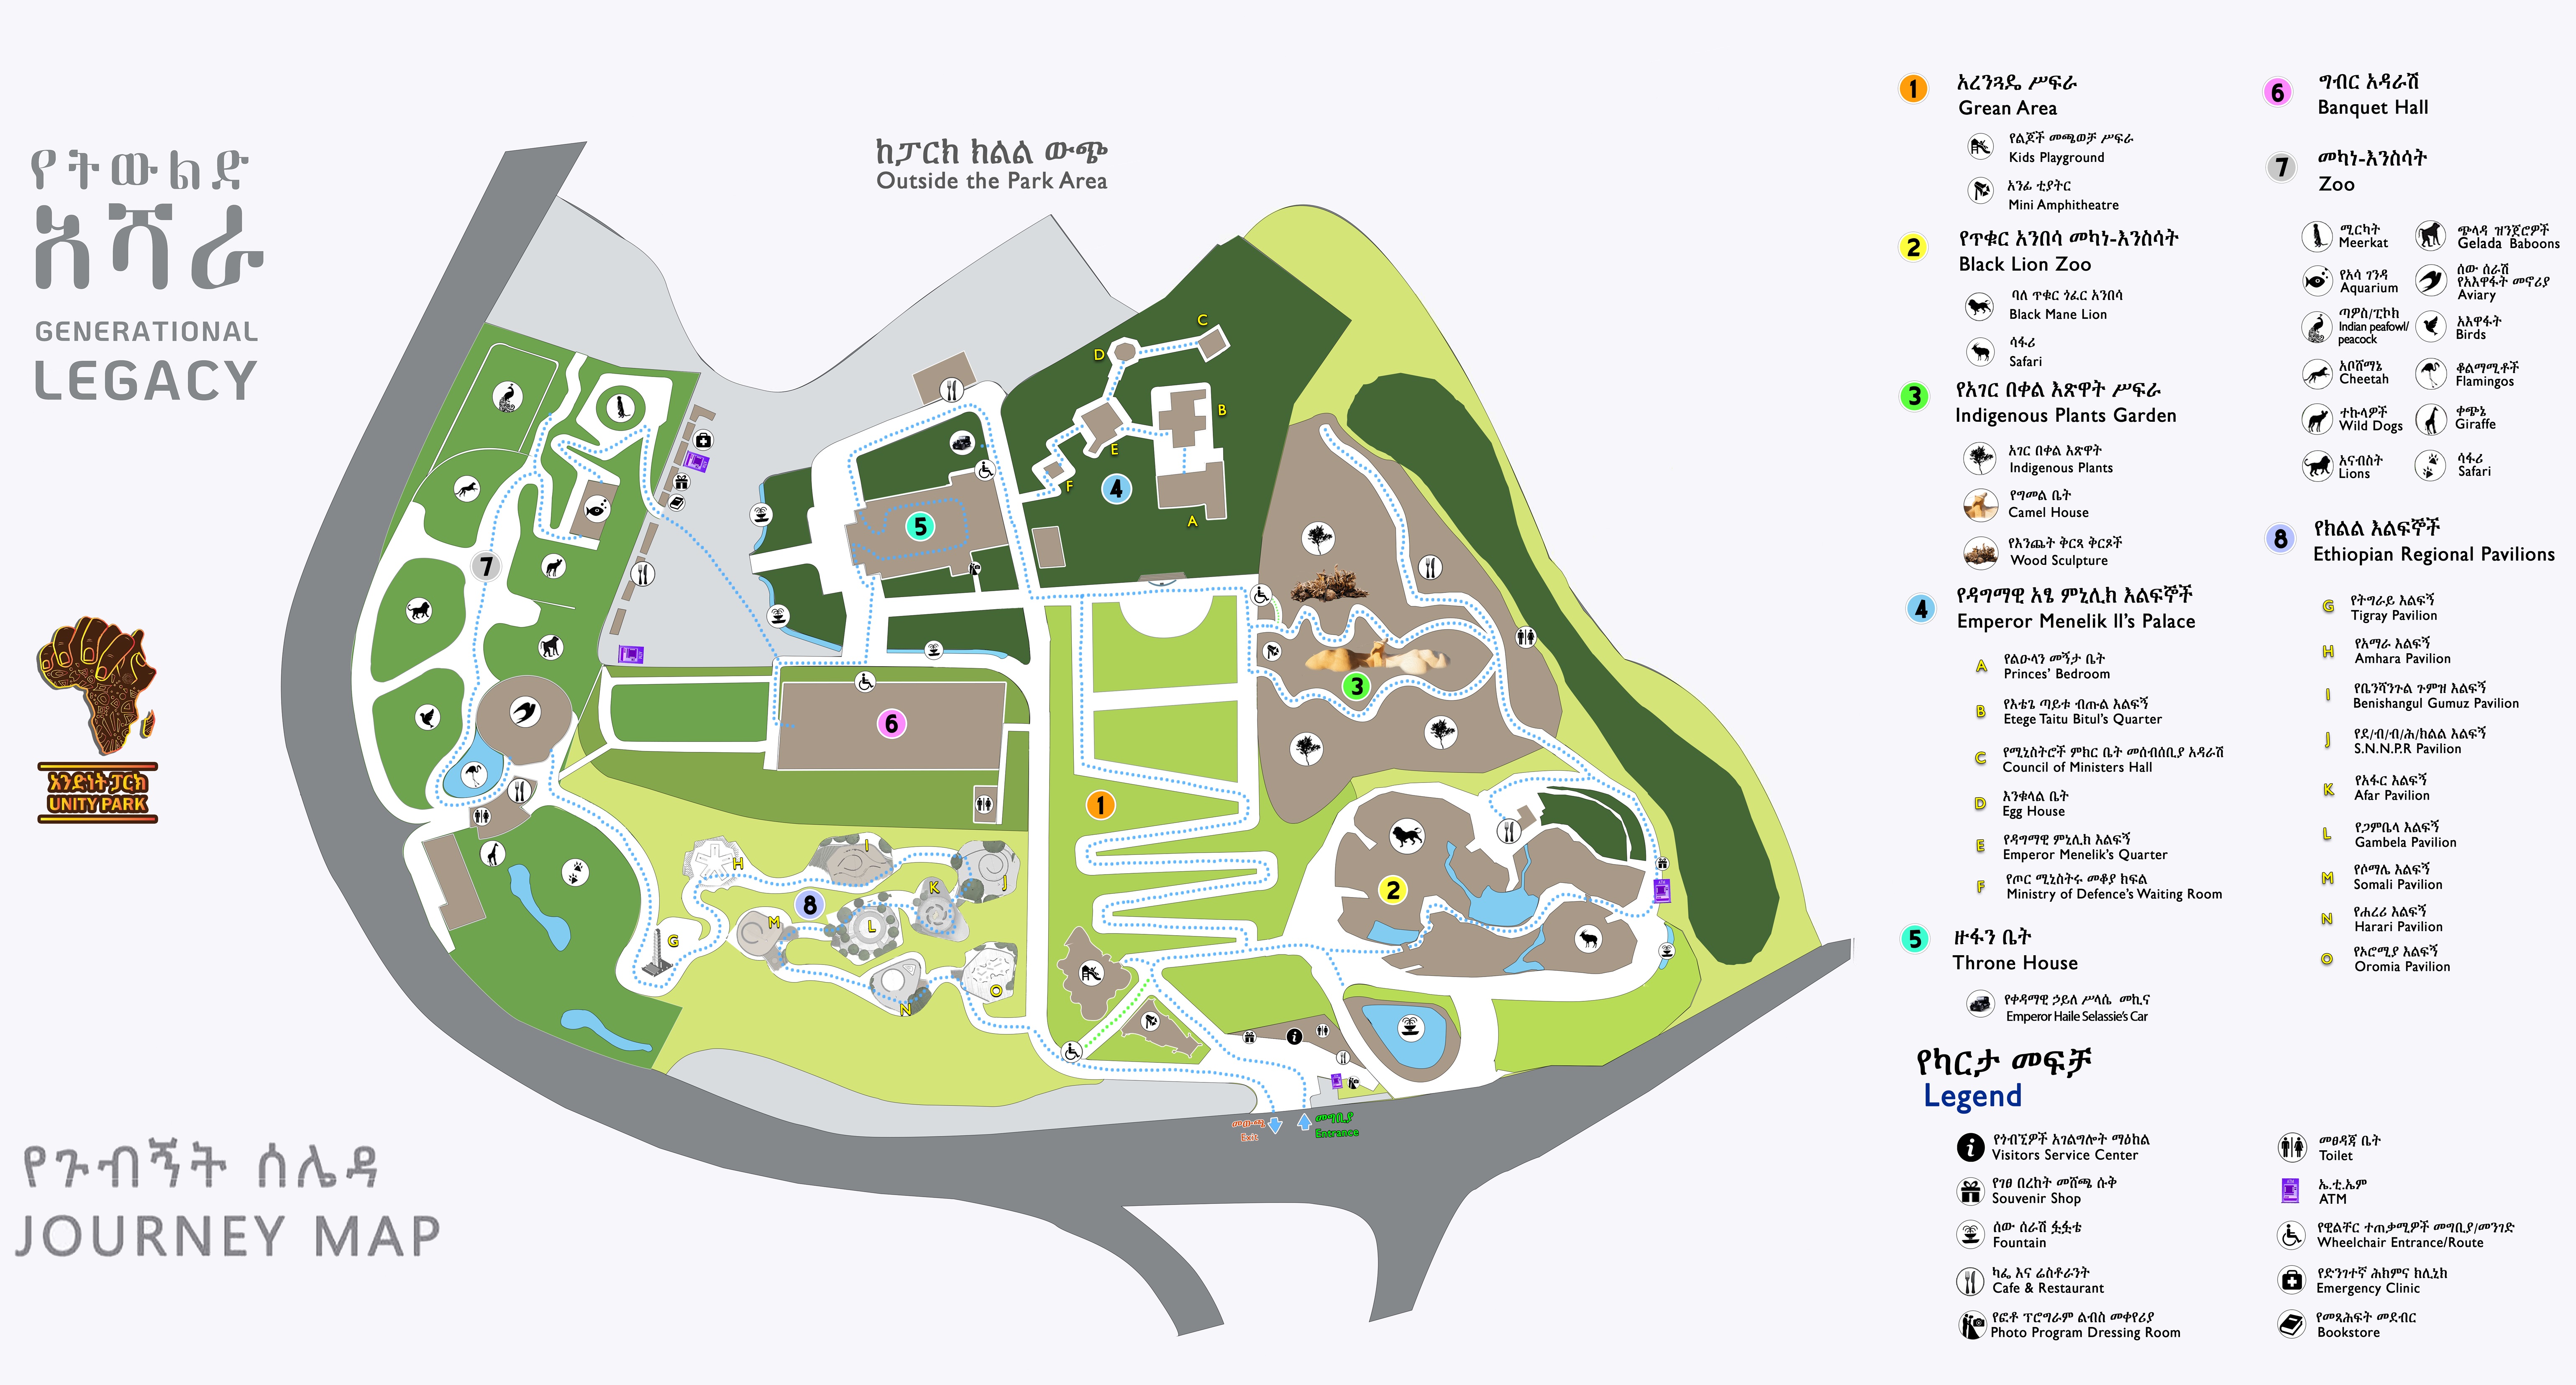 የትውልድ
አሻራ
GENERATIONAL
LEGACY
አንድነት ፓርክ
UNITY PARK
የጉብኝት ሰሌዳ
JOURNEY MAP
ከፓርክ ክልል ውጭ
Outside the Park Area
C
D
B
E
F
4
A
5
7
3
6
1
2
H
I
J
K
8
M
L
G
N
O
መውጫ
Exit
መግቢያ
Entrance
1
አረንጓዴ ሥፍራ
Grean Area
የልጆች መጫወቻ ሥፍራ
Kids Playground
አንፊ ቲያትር
Mini Amphitheatre
2
የጥቁር አንበሳ መካነ-እንስሳት
Black Lion Zoo
ባለ ጥቁር ጎፈር አንበሳ
Black Mane Lion
ሳፋሪ
Safari
3
የአገር በቀል እጽዋት ሥፍራ
Indigenous Plants Garden
አገር በቀል እጽዋት
Indigenous Plants
የግመል ቤት
Camel House
የእንጨት ቅርጻ ቅርጾች
Wood Sculpture
4
የዳግማዊ አፄ ምኒሊክ እልፍኞች
Emperor Menelik II's Palace
A
የልዑላን መኝታ ቤት
Princes' Bedroom
B
የእቴጌ ጣይቱ ብጡል እልፍኝ
Etege Taitu Bitul's Quarter
C
የሚኒስትሮች ምክር ቤት መሰብሰቢያ አዳራሽ
Council of Ministers Hall
D
እንቁላል ቤት
Egg House
E
የዳግማዊ ምኒሊክ እልፍኝ
Emperor Menelik's Quarter
F
የጦር ሚኒስትሩ መቆያ ክፍል
Ministry of Defence's Waiting Room
5
ዙፋን ቤት
Throne House
የቀዳማዊ ኃይለ ሥላሴ መኪና
Emperor Haile Selassie's Car
6
ግብር አዳራሽ
Banquet Hall
7
መካነ-እንስሳት
Zoo
ሚርካት
Meerkat
ጭላዳ ዝንጀሮዎች
Gelada Baboons
የአሳ ገንዳ
Aquarium
ሰው ሰራሽ
የአእዋፋት መኖሪያ
Aviary
ጣዎስ/ፒኮክ
Indian peafowl/
peacock
አእዋፋት
Birds
አቦሸማኔ
Cheetah
ቆልማሚቶች
Flamingos
ተኩላዎች
Wild Dogs
ቀጭኔ
Giraffe
አናብስት
Lions
ሳፋሪ
Safari
8
የክልል እልፍኞች
Ethiopian Regional Pavilions
G
የትግራይ እልፍኝ
Tigray Pavilion
H
የአማራ እልፍኝ
Amhara Pavilion
I
የቤንሻንጉል ጉምዝ እልፍኝ
Benishangul Gumuz Pavilion
J
የደ/ብ/ብ/ሕ/ክልል እልፍኝ
S.N.N.P.R Pavilion
K
የአፋር እልፍኝ
Afar Pavilion
L
የጋምቤላ እልፍኝ
Gambela Pavilion
M
የሶማሌ እልፍኝ
Somali Pavilion
N
የሐረሪ እልፍኝ
Harari Pavilion
O
የኦሮሚያ እልፍኝ
Oromia Pavilion
የካርታ መፍቻ
Legend
የጎብኚዎች አገልግሎት ማዕከል
Visitors Service Center
የገፀ በረከት መሸጫ ሱቅ
Souvenir Shop
ሰው ሰራሽ ፏፏቴ
Fountain
ካፌ እና ሬስቶራንት
Cafe & Restaurant
የፎቶ ፕሮግራም ልብስ መቀየሪያ
Photo Program Dressing Room
መፀዳጃ ቤት
Toilet
ኤ.ቲ.ኤም
ATM
የዊልቸር ተጠቃሚዎች መግቢያ/መንገድ
Wheelchair Entrance/Route
የድንገተኛ ሕክምና ክሊኒክ
Emergency Clinic
የመጻሕፍት መደብር
Bookstore